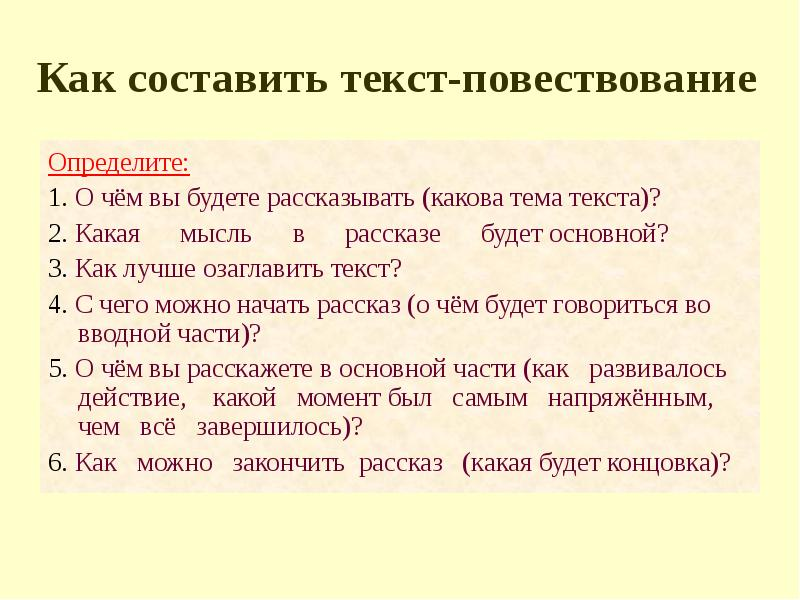 Как составить текст-повествование
Определите:
1. О чём вы будете рассказывать (какова тема текста)?
2. Какая мысль в рассказе будет основной?
3. Как лучше озаглавить текст?
4. С чего можно начать рассказ (о чём будет говориться во
вводной части)?
5. О чём вы расскажете в основной части (как развивалось
действие, какой момент был самым напряжённым,
чем всё завершилось)?
6. Как можно закончить рассказ (какая будет концовка)?